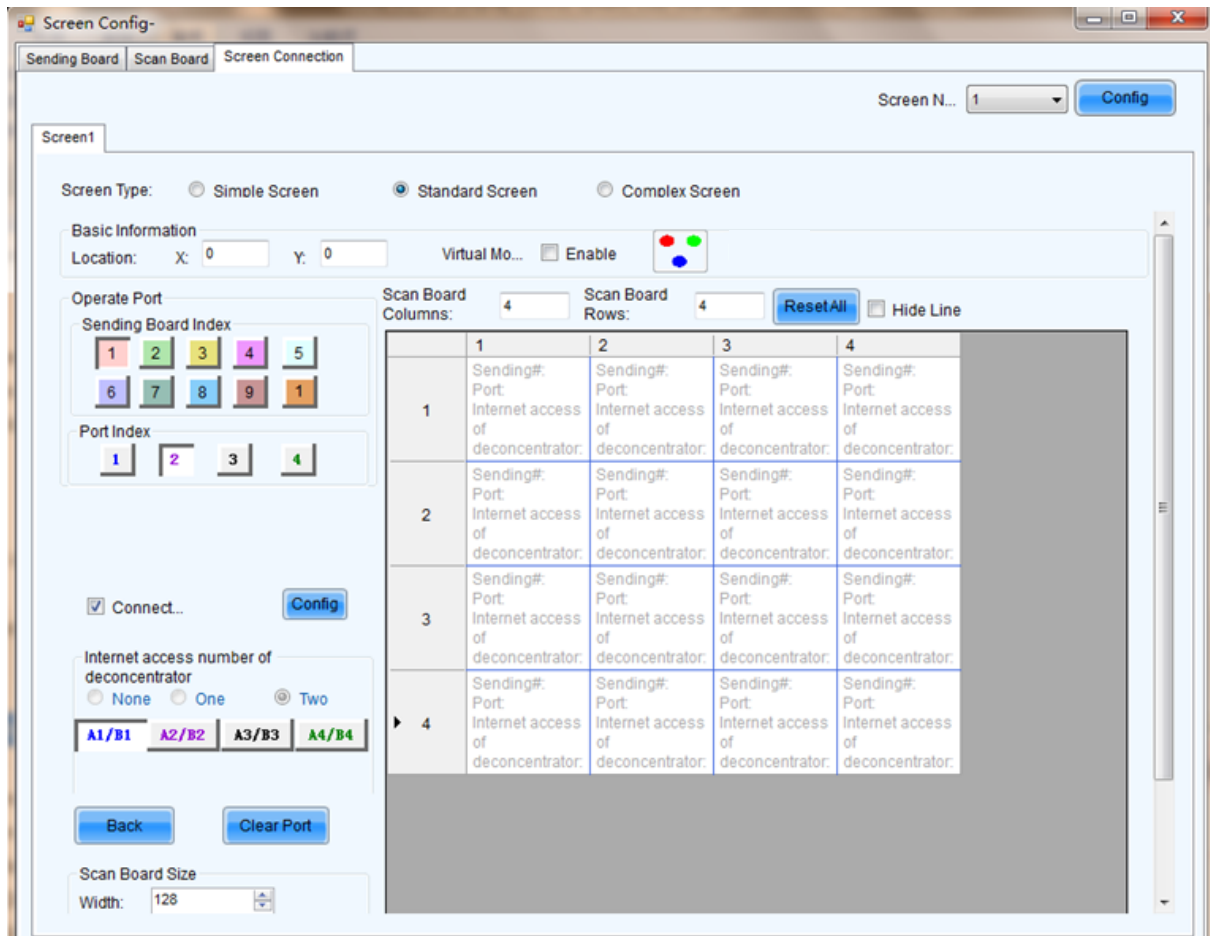 Screen Config-
Sending Board Scan Board Screen Connection
Screen N... 1 Config
Screen1
Screen Type: Simple Screen Standard Screen Complex Screen
Basic Information
Location: X: 0 Y: 0 Virtual Mo... Enable
Operate Port
Sending Board Index
1 2 3 4 5
6 7 8 9 1
Port Index
1 2 3 4
Connect... Config
Internet access number of
deconcentrator
None One Two
A1/B1 A2/B2 A3/B3 A4/B4
Back Clear Port
Scan Board Size
Width: 128
Scan Board
Columns: 4
Scan Board
Rows: 4
Reset All Hide Line
1 2 3 4
1
Sending#: Sending#: Sending#: Sending#:
Port: Port: Port: Port:
Internet access Internet access Internet access Internet access
of of of of
deconcentrator: deconcentrator: deconcentrator: deconcentrator:
2
Sending#: Sending#: Sending#: Sending#:
Port: Port: Port: Port:
Internet access Internet access Internet access Internet access
of of of of
deconcentrator: deconcentrator: deconcentrator: deconcentrator:
3
Sending#: Sending#: Sending#: Sending#:
Port: Port: Port: Port:
Internet access Internet access Internet access Internet access
of of of of
deconcentrator: deconcentrator: deconcentrator: deconcentrator:
4
Sending#: Sending#: Sending#: Sending#:
Port: Port: Port: Port:
Internet access Internet access Internet access Internet access
of of of of
deconcentrator: deconcentrator: deconcentrator: deconcentrator: